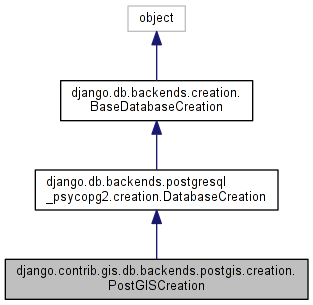 object
django.db.backends.creation.
BaseDatabaseCreation
django.db.backends.postgresql
_psycopg2.creation.DatabaseCreation
django.contrib.gis.db.backends.postgis.creation.
PostGISCreation